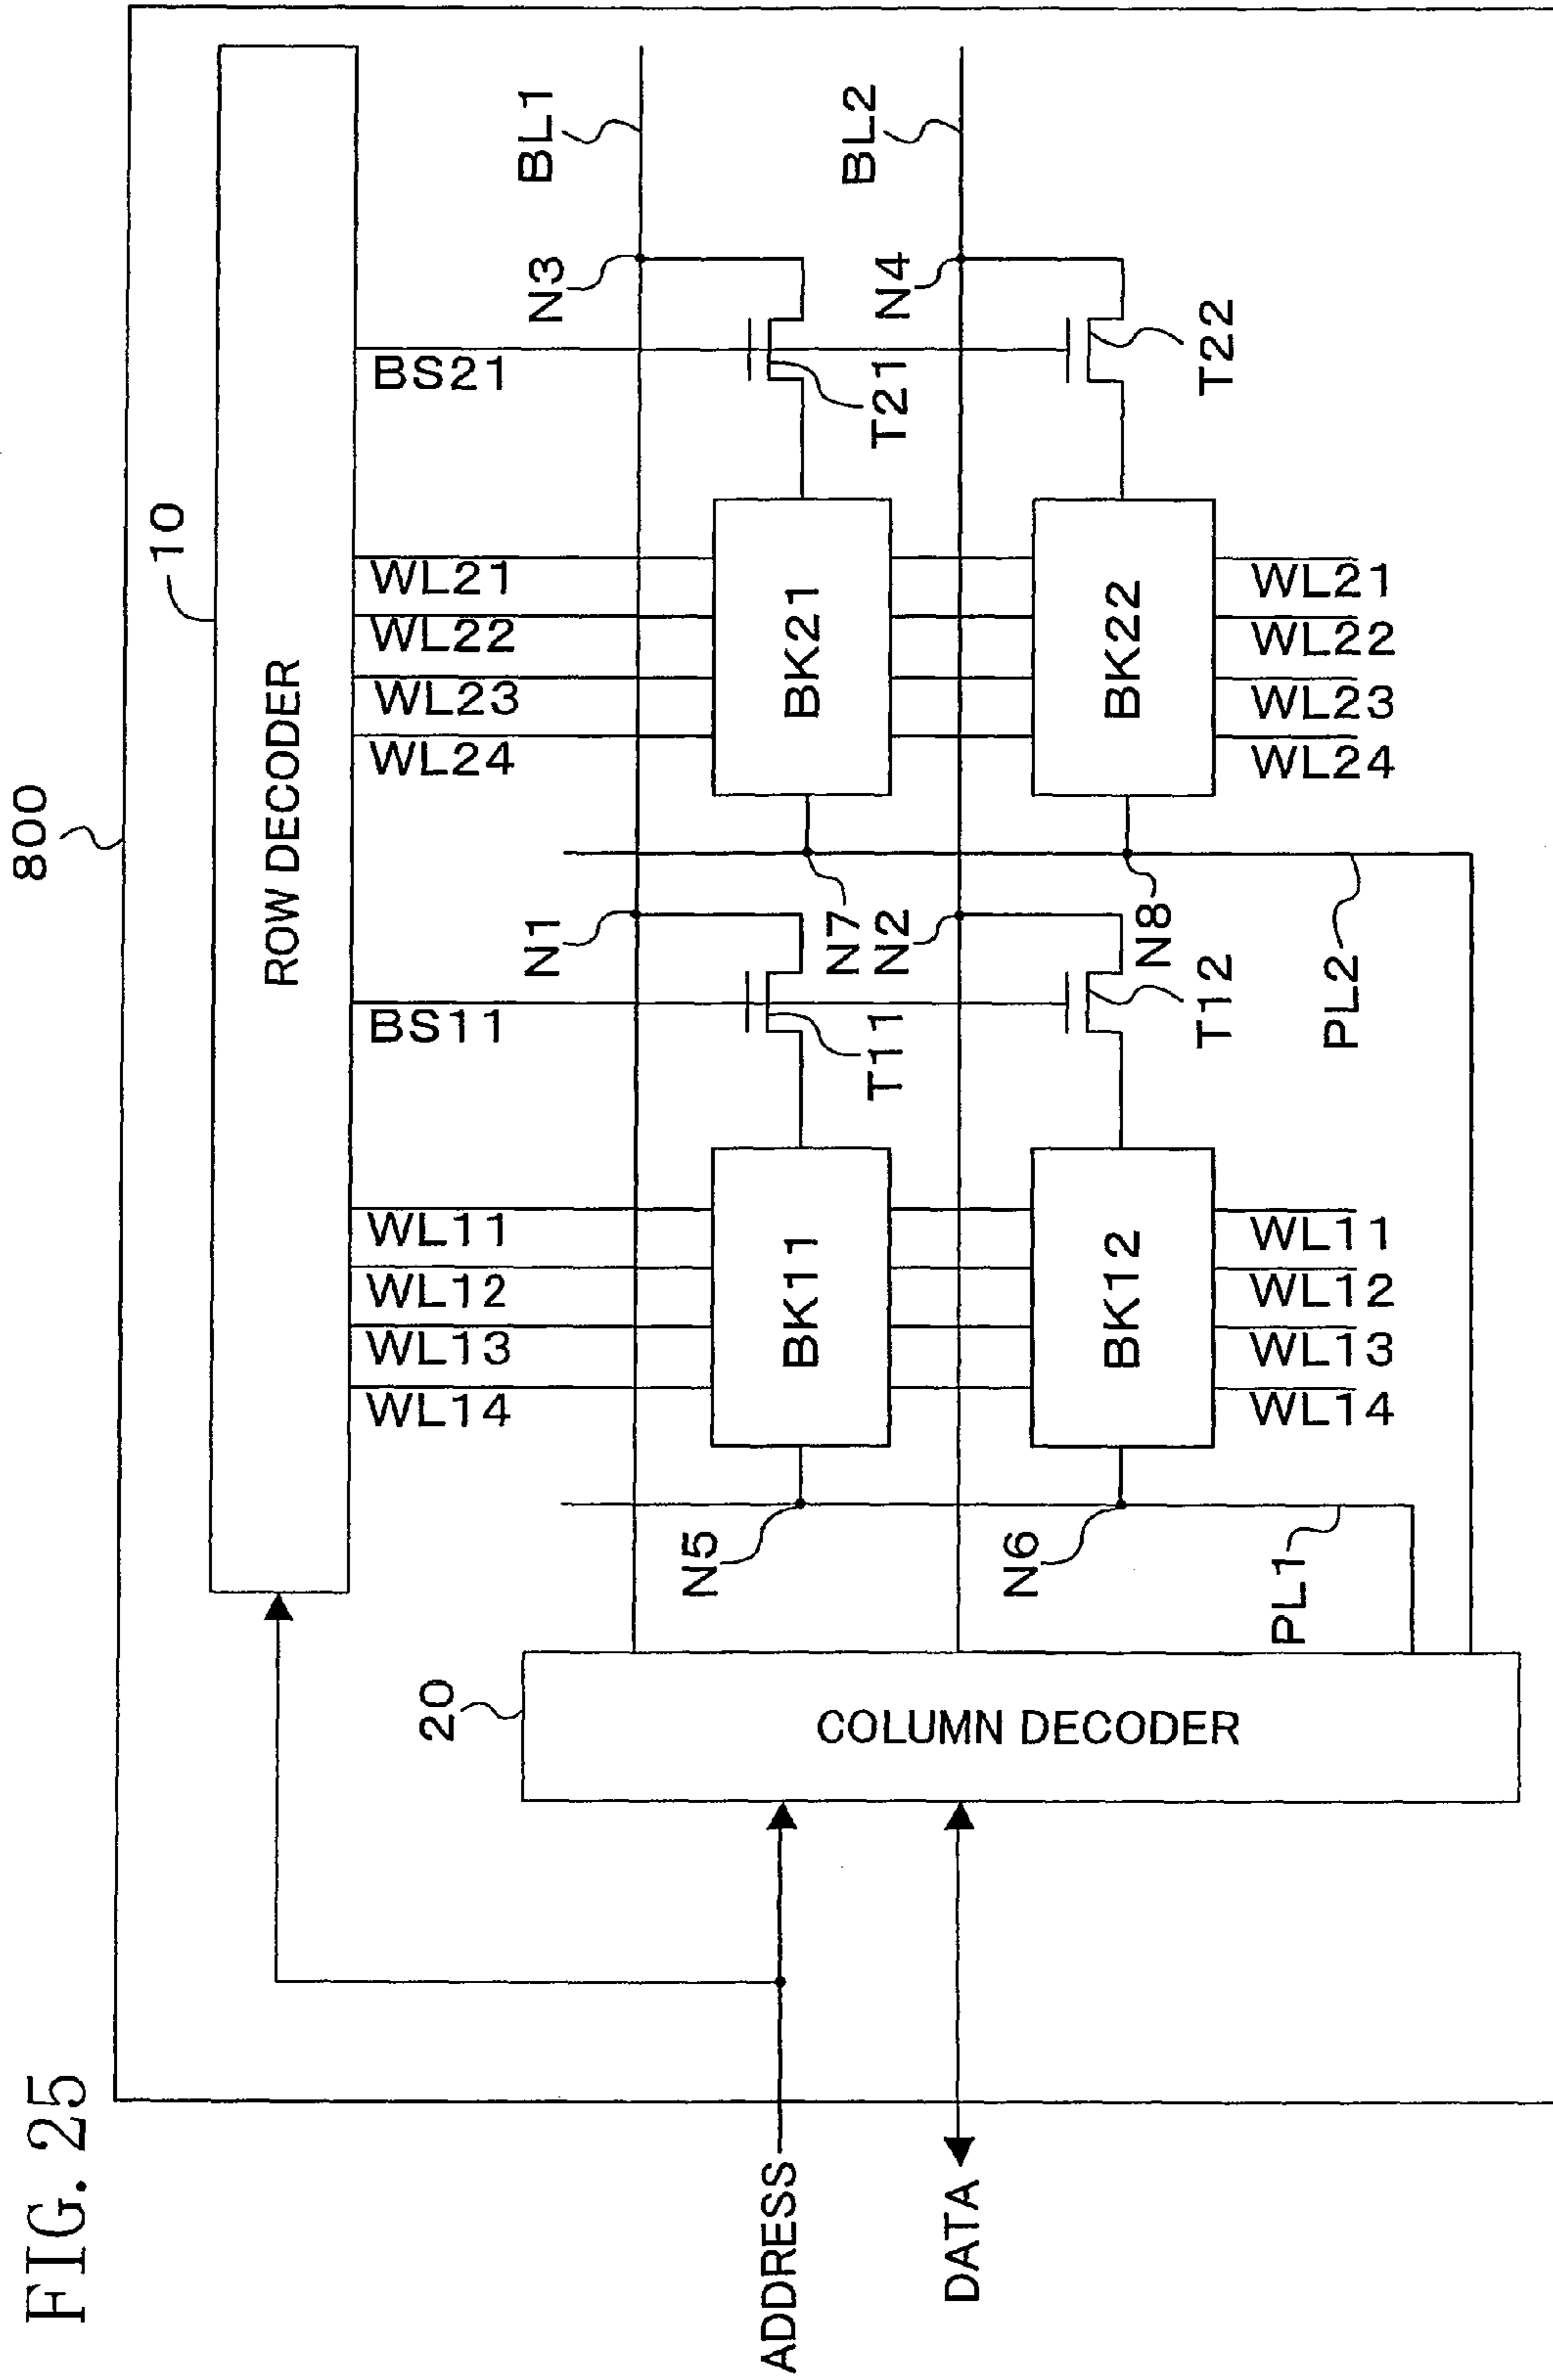 FIG. 25
800
10
ROW DECODER
BS21
WL21
WL22
WL23
WL24
BS11
WL11
WL12
WL13
WL14
BL1
BL2
N3
N4
T21
T22
BK21
BK22
WL21
WL22
WL23
WL24
N1
N7
N2
N8
T11
T12
PL2
BK11
BK12
WL11
WL12
WL13
WL14
N5
N6
PL1
20
COLUMN DECODER
ADDRESS
DATA